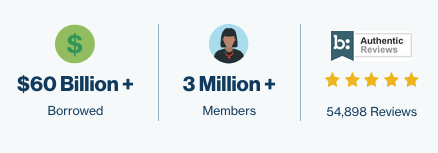 $
$60 Billion +
Borrowed
3 Million +
Members
b:
Authentic
Reviews
54,898 Reviews